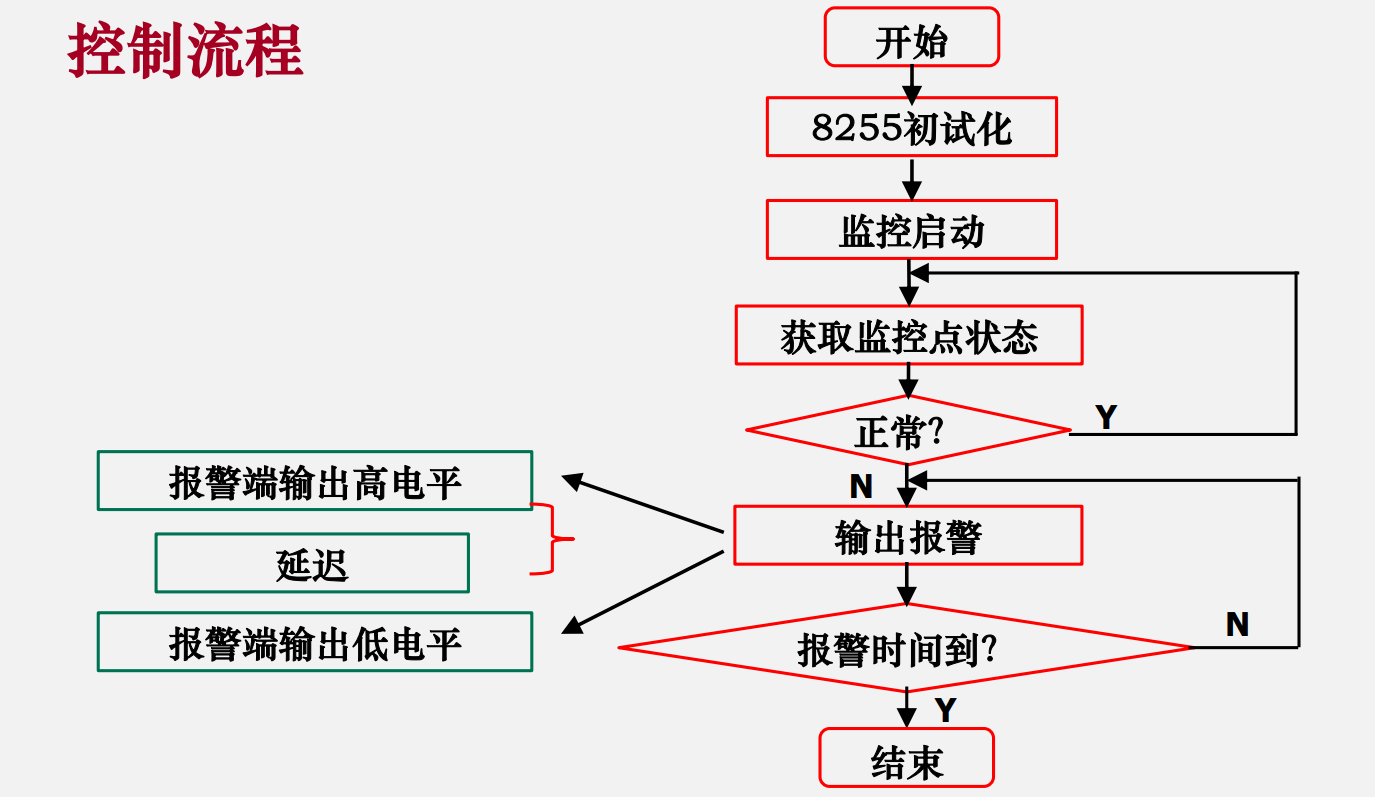 控制流程
开始
8255初试化
监控启动
获取监控点状态
正常?
Y
N
输出报警
报警端输出高电平
延迟
报警端输出低电平
报警时间到?
N
Y
结束